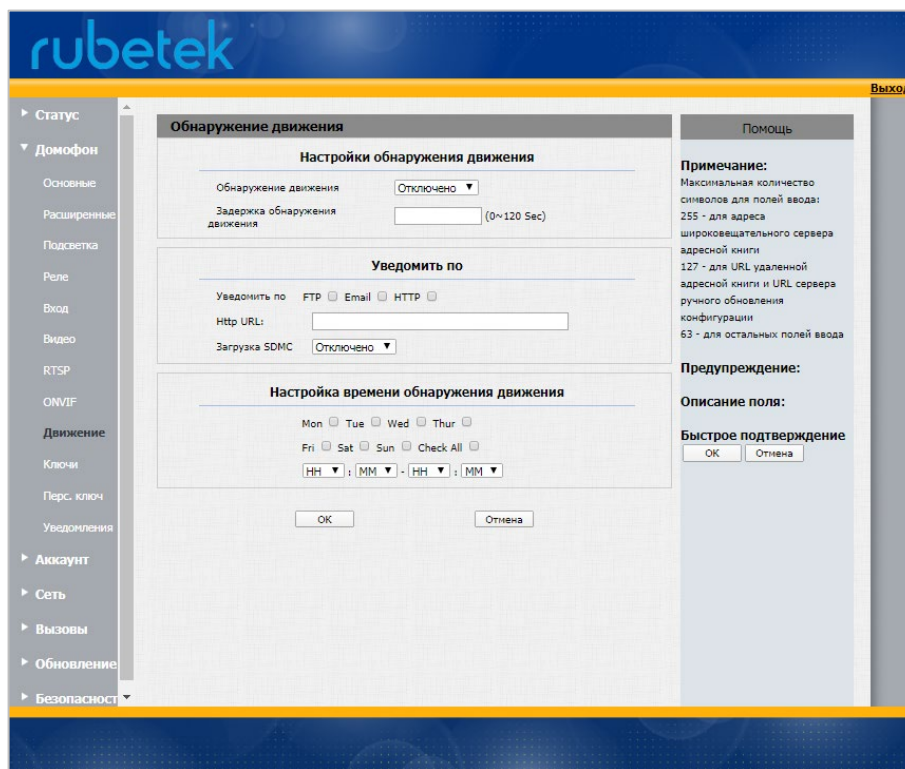 rubetek
Выход
Статус
Домофон
Основные
Расширенные
Подсветка
Реле
Вход
Видео
RTSP
ONVIF
Движение
Ключи
Перс. ключ
Уведомления
Аккаунт
Сеть
Вызовы
Обновление
Безопасност
Обнаружение движения
Настройки обнаружения движения
Обнаружение движения Отключено
Задержка обнаружения
движения (0~120 Sec)
Уведомить по
Уведомить по FTP Email HTTP
Http URL:
Загрузка SDMC Отключено
Настройка времени обнаружения движения
Mon Tue Wed Thur
Fri Sat Sun Check All
HH : MM - HH : MM
OK Отмена
Помощь
Примечание:
Максимальная количество
символов для полей ввода:
255 - для адреса
широковещательного сервера
адресной книги
127 - для URL удаленной
адресной книги и URL сервера
ручного обновления
конфигурации
63 - для остальных полей ввода
Предупреждение:
Описание поля:
Быстрое подтверждение
OK Отмена